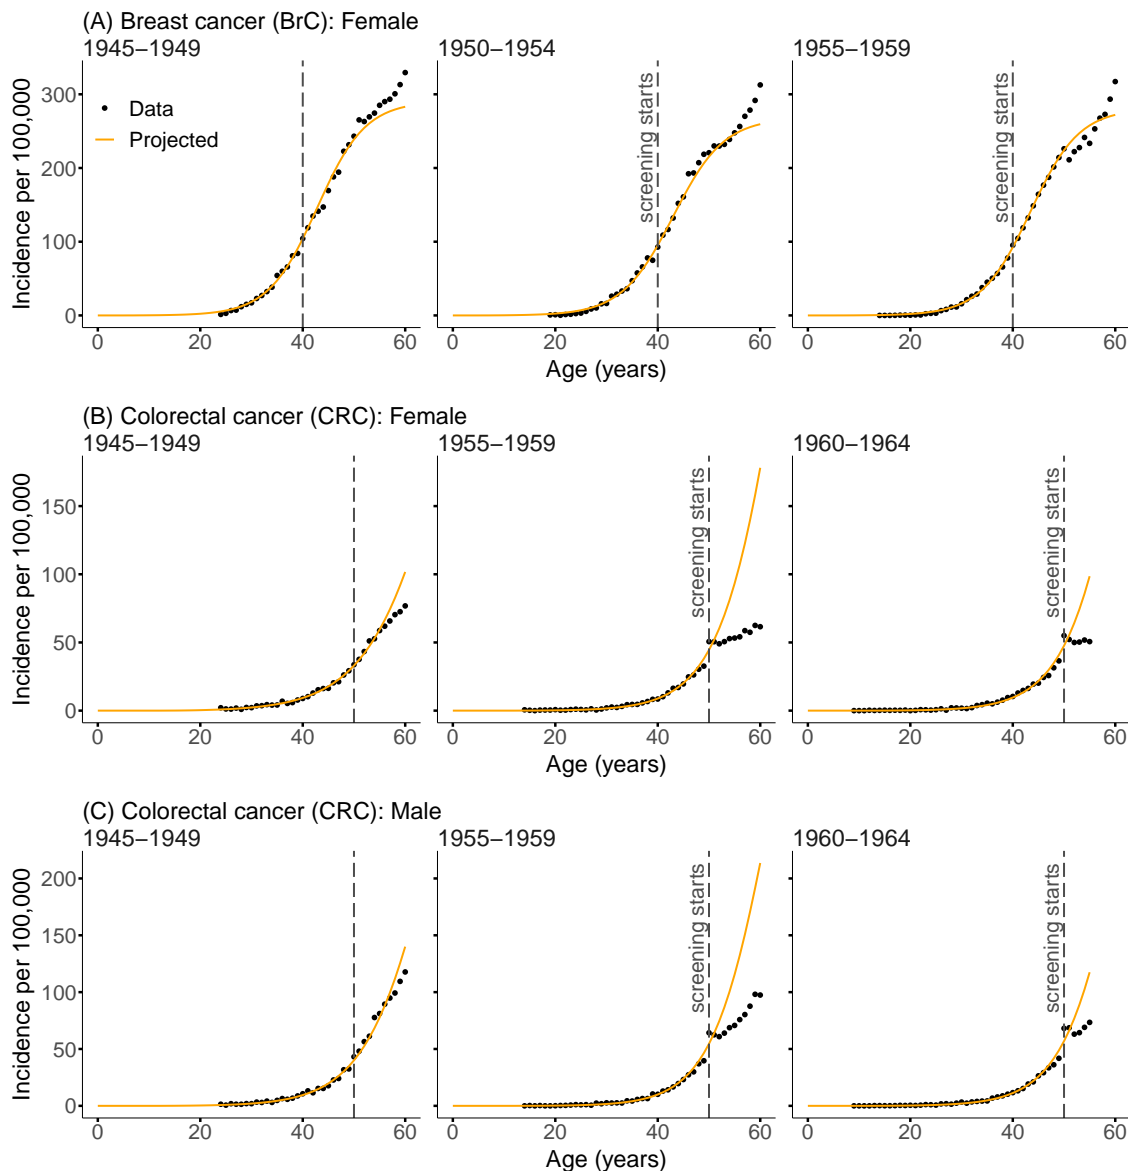 (A) Breast cancer (BrC): Female
1945−1949
1950−1954
1955−1959
Incidence per 100,000
300
200
100
0
Data
Projected
screening starts
screening starts
0 20 40 60
0 20 40 60
0 20 40 60
Age (years)
(B) Colorectal cancer (CRC): Female
1945−1949
1955−1959
1960−1964
Incidence per 100,000
150
100
50
0
screening starts
screening starts
0 20 40 60
0 20 40 60
0 20 40 60
Age (years)
(C) Colorectal cancer (CRC): Male
1945−1949
1955−1959
1960−1964
Incidence per 100,000
200
150
100
50
0
screening starts
screening starts
0 20 40 60
0 20 40 60
0 20 40 60
Age (years)